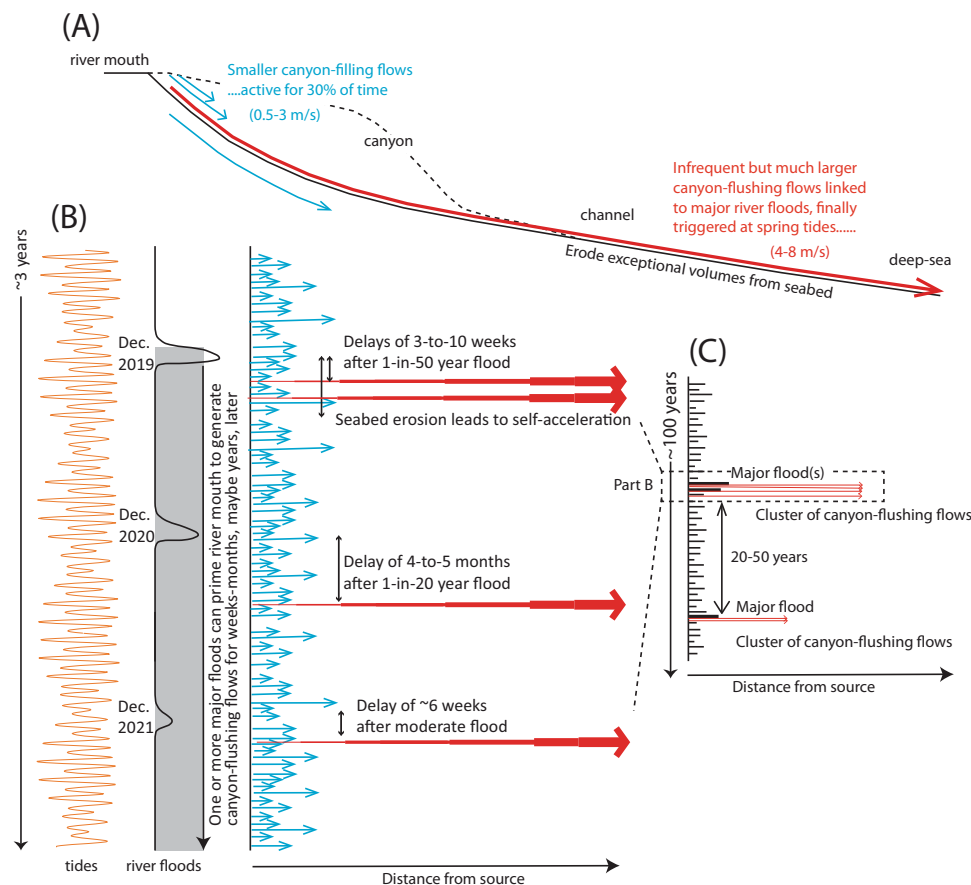 (A)
river mouth
Smaller canyon-filling flows
....active for 30% of time
(0.5-3 m/s)
canyon
Infrequent but much larger
canyon-flushing flows linked
to major river floods, finally
triggered at spring tides......
(4-8 m/s)
channel
deep-sea
Erode exceptional volumes from seabed
(B)
~3 years
Dec.
2019
Dec.
2020
Dec.
2021
One or more major floods can prime river mouth to generate
canyon-flushing flows for weeks-months, maybe years, later
Delays of 3-to-10 weeks
after 1-in-50 year flood
Seabed erosion leads to self-acceleration
Delay of 4-to-5 months
after 1-in-20 year flood
Delay of ~6 weeks
after moderate flood
tides
river floods
Distance from source
(C)
~100 years
Part B
Major flood(s)
Cluster of canyon-flushing flows
20-50 years
Major flood
Cluster of canyon-flushing flows
Distance from source